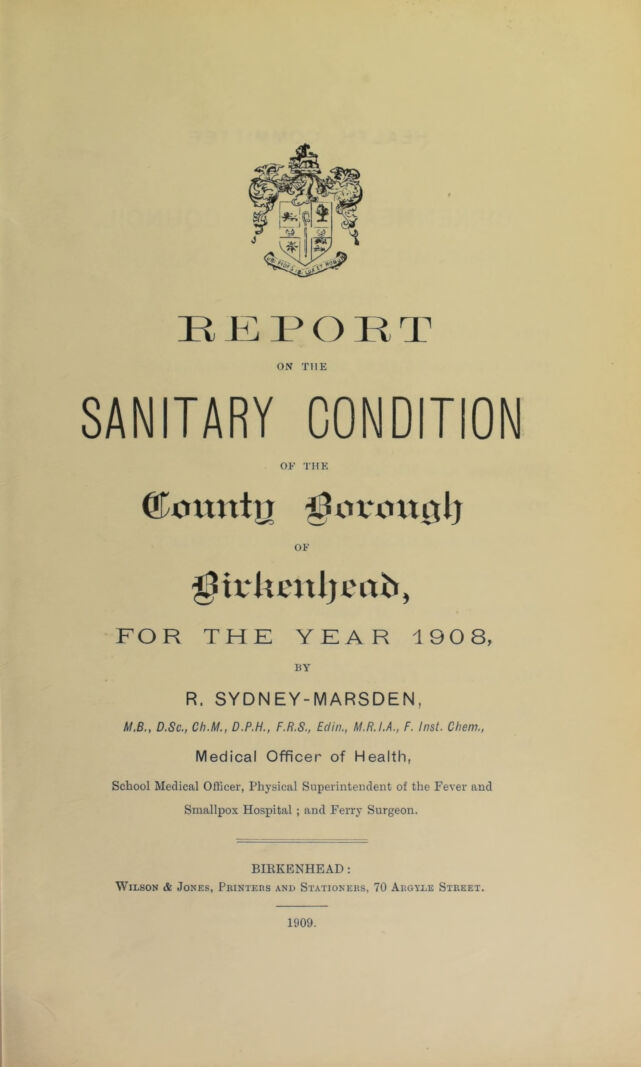 REPORT
ON THE
SANITARY CONDITION
OF THE
County Borough
OF
Birkenhead,
FOR THE YEAR 1908,
BY
R. SYDNEY-MARSDEN,
M.B., D.Sc., Ch.M., D.P.H., F.R.S., Edin., M.R.I.A., F. Inst. Chem.,
Medical Officer of Health,
School Medical Officer, Physical Superintendent of the Fever and
Smallpox Hospital ; and Ferry Surgeon.
BIRKENHEAD :
WILSON & JONES, PRINTERS AND STATIONERS, 70 ARGYLE STREET.
1909.